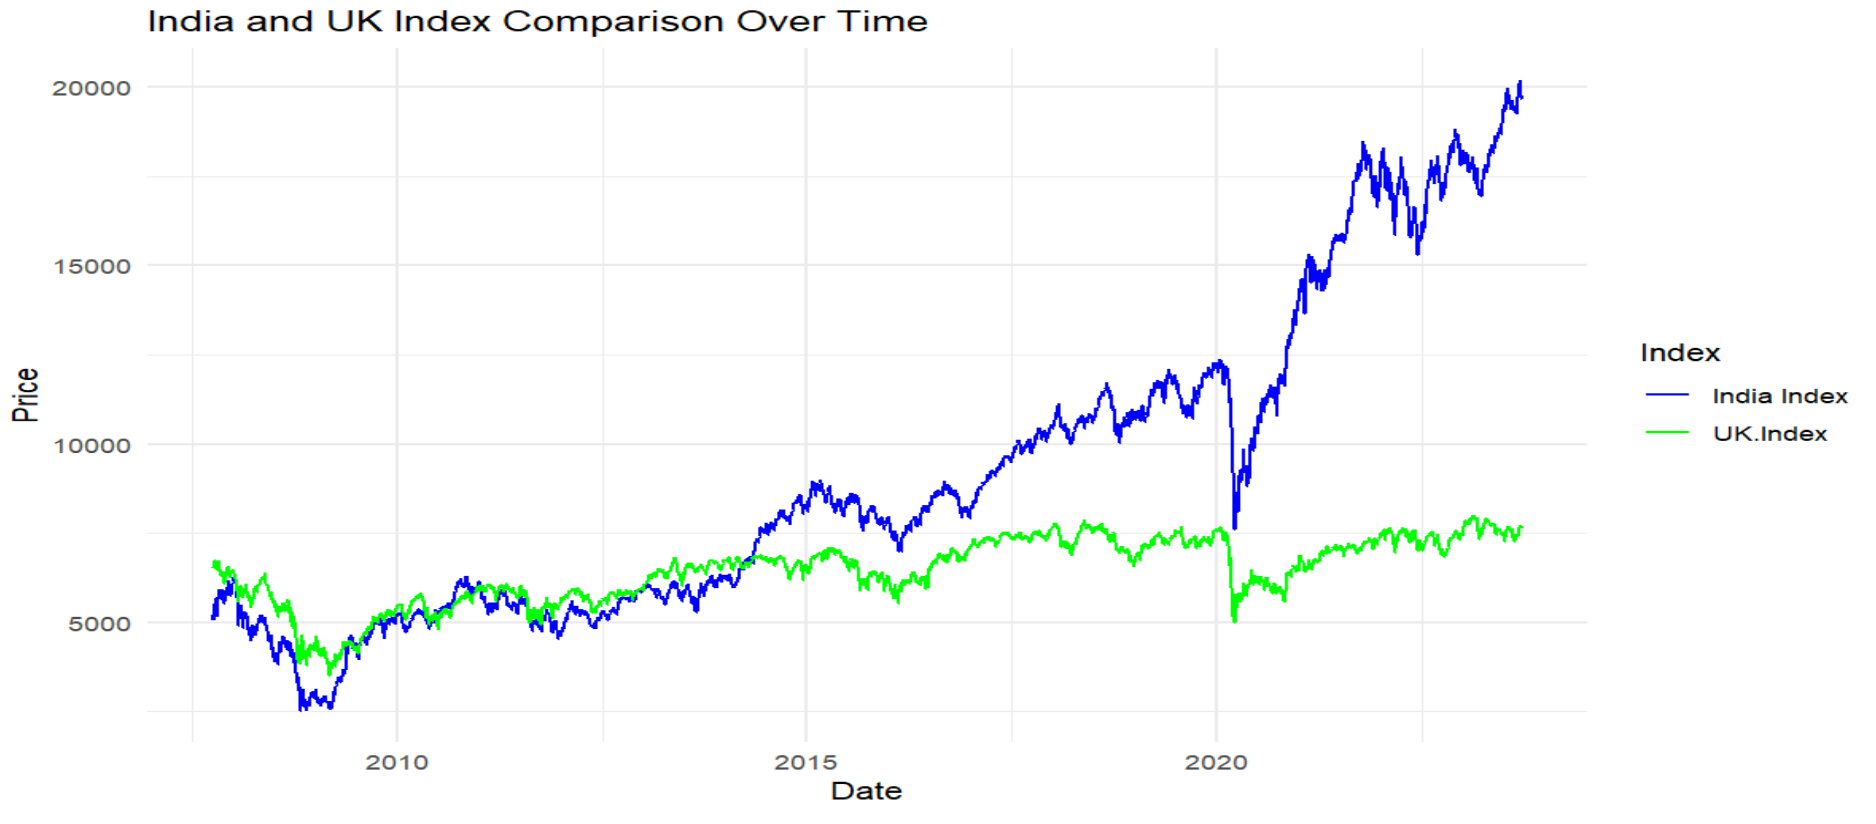 India and UK Index Comparison Over Time
20000
15000
10000
5000
Price
2010
2015
2020
Date
Index
India Index
UK.Index